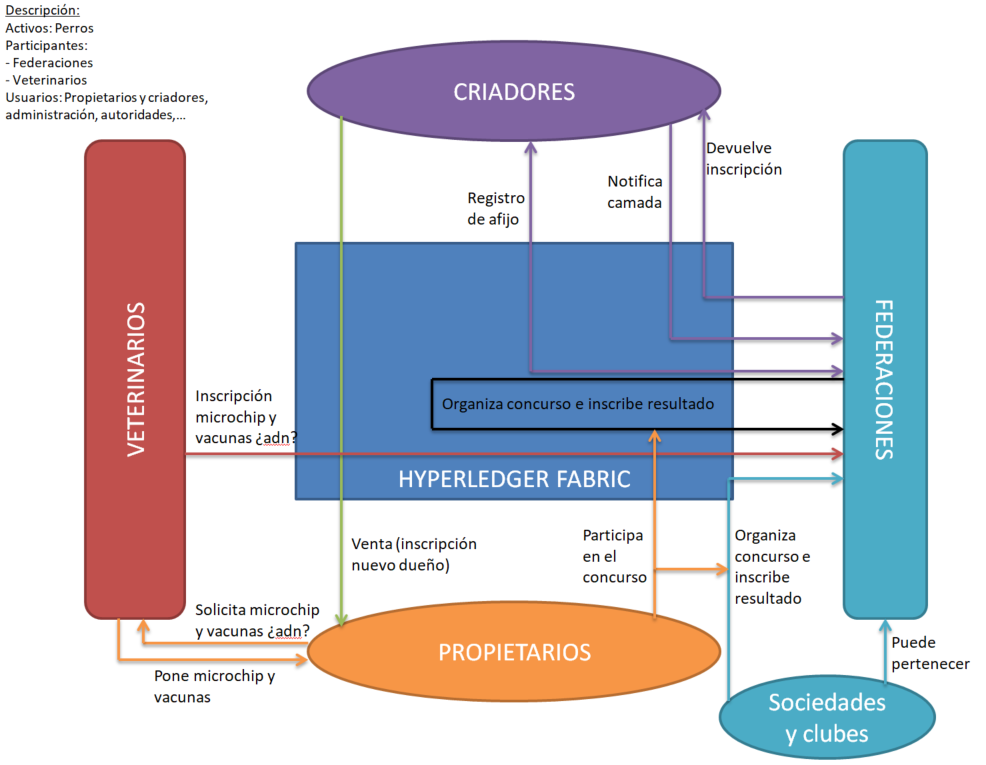 Descripción:
Activos: Perros
Participantes:
- Federaciones
- Veterinarios
Usuarios: Propietarios y criadores,
administración, autoridades,...
CRIADORES
Devuelve
inscripción
Notifica
camada
Registro
de afijo
VETERINARIOS
FEDERACIONES
Inscripción
microchip y
vacunas ¿adn?
Organiza concurso e inscribe resultado
HYPERLEDGER FABRIC
Venta (inscripción
nuevo dueño)
Participa
en el
concurso
Organiza
concurso e
inscribe
resultado
Solicita microchip
y vacunas ¿adn?
PROPIETARIOS
Pone microchip y
vacunas
Puede
pertenecer
Sociedades
y clubes